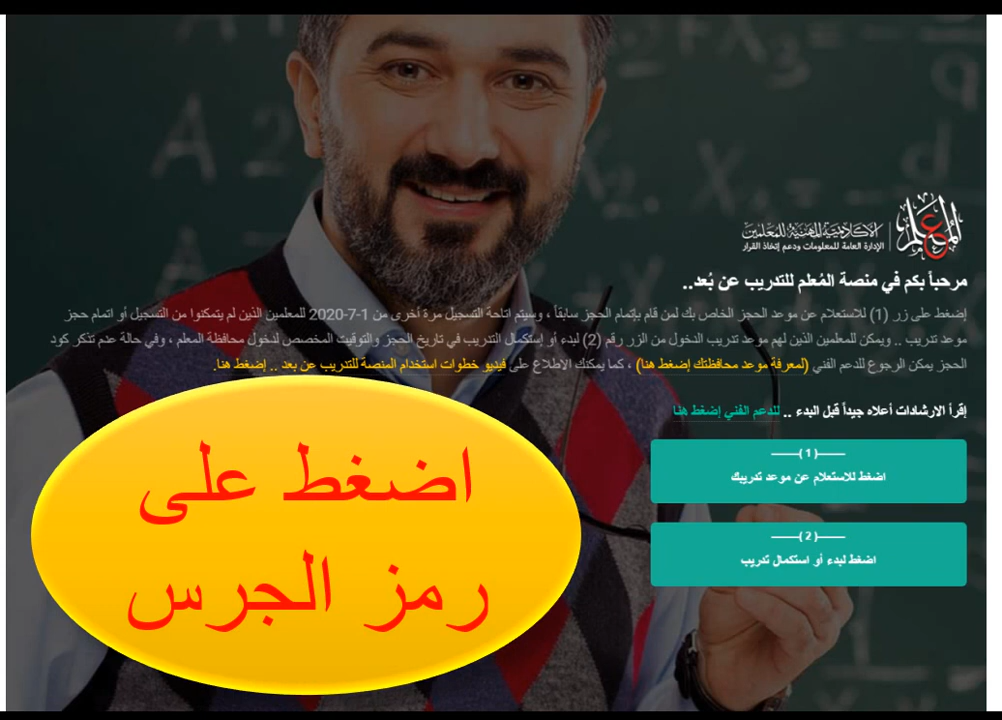 المعلم
الأكاديمية المهنية للمعلمين
الإدارة العامة للمعلومات ودعم إتخاذ القرار
مرحباً بكم في منصة المُعلم للتدريب عن بُعد..
إضغط على زر (1) للاستعلام عن موعد الحجز الخاص بك لمن قام بإتمام الحجز سابقاً ، وسيتم اتاحة التسجيل مرة أخرى من 1-7-2020 للمعلمين الذين لم يتمكنوا من التسجيل أو اتمام حجز
موعد تدريب .. ويمكن للمعلمين الذين لهم موعد تدريب الدخول من الزر رقم (2) لبدء أو إستكمال التدريب في تاريخ الحجز والتوقيت المخصص لدخول محافظة المعلم ، وفي حالة عدم تذكر كود
الحجز يمكن الرجوع للدعم الفني (لمعرفة موعد محافظتك إضغط هنا) ، كما يمكنك الاطلاع على فيديو خطوات استخدام المنصة للتدريب عن بعد .. إضغط هنا.
إقرأ الارشادات أعلاه جيداً قبل البدء .. للدعم الفني إضغط هنا
——( 1 )——
اضغط للاستعلام عن موعد تدريبك
——( 2 )——
اضغط لبدء أو استكمال تدريب
اضغط على
رمز الجرس